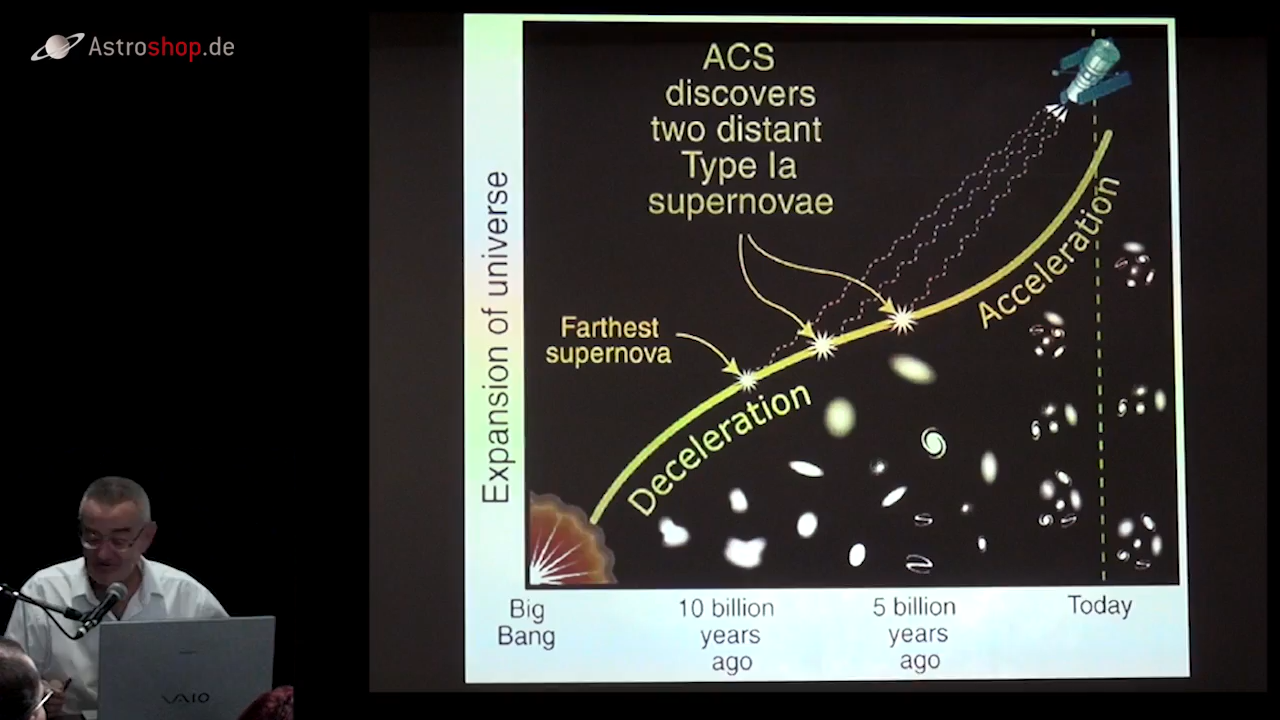 Astroshop.de
ACS
discovers
two distant
Type Ia
supernovae
Expansion of universe
Farthest
supernova
Deceleration
Acceleration
Big
Bang
10 billion
years
ago
5 billion
years
ago
Today
VAIO